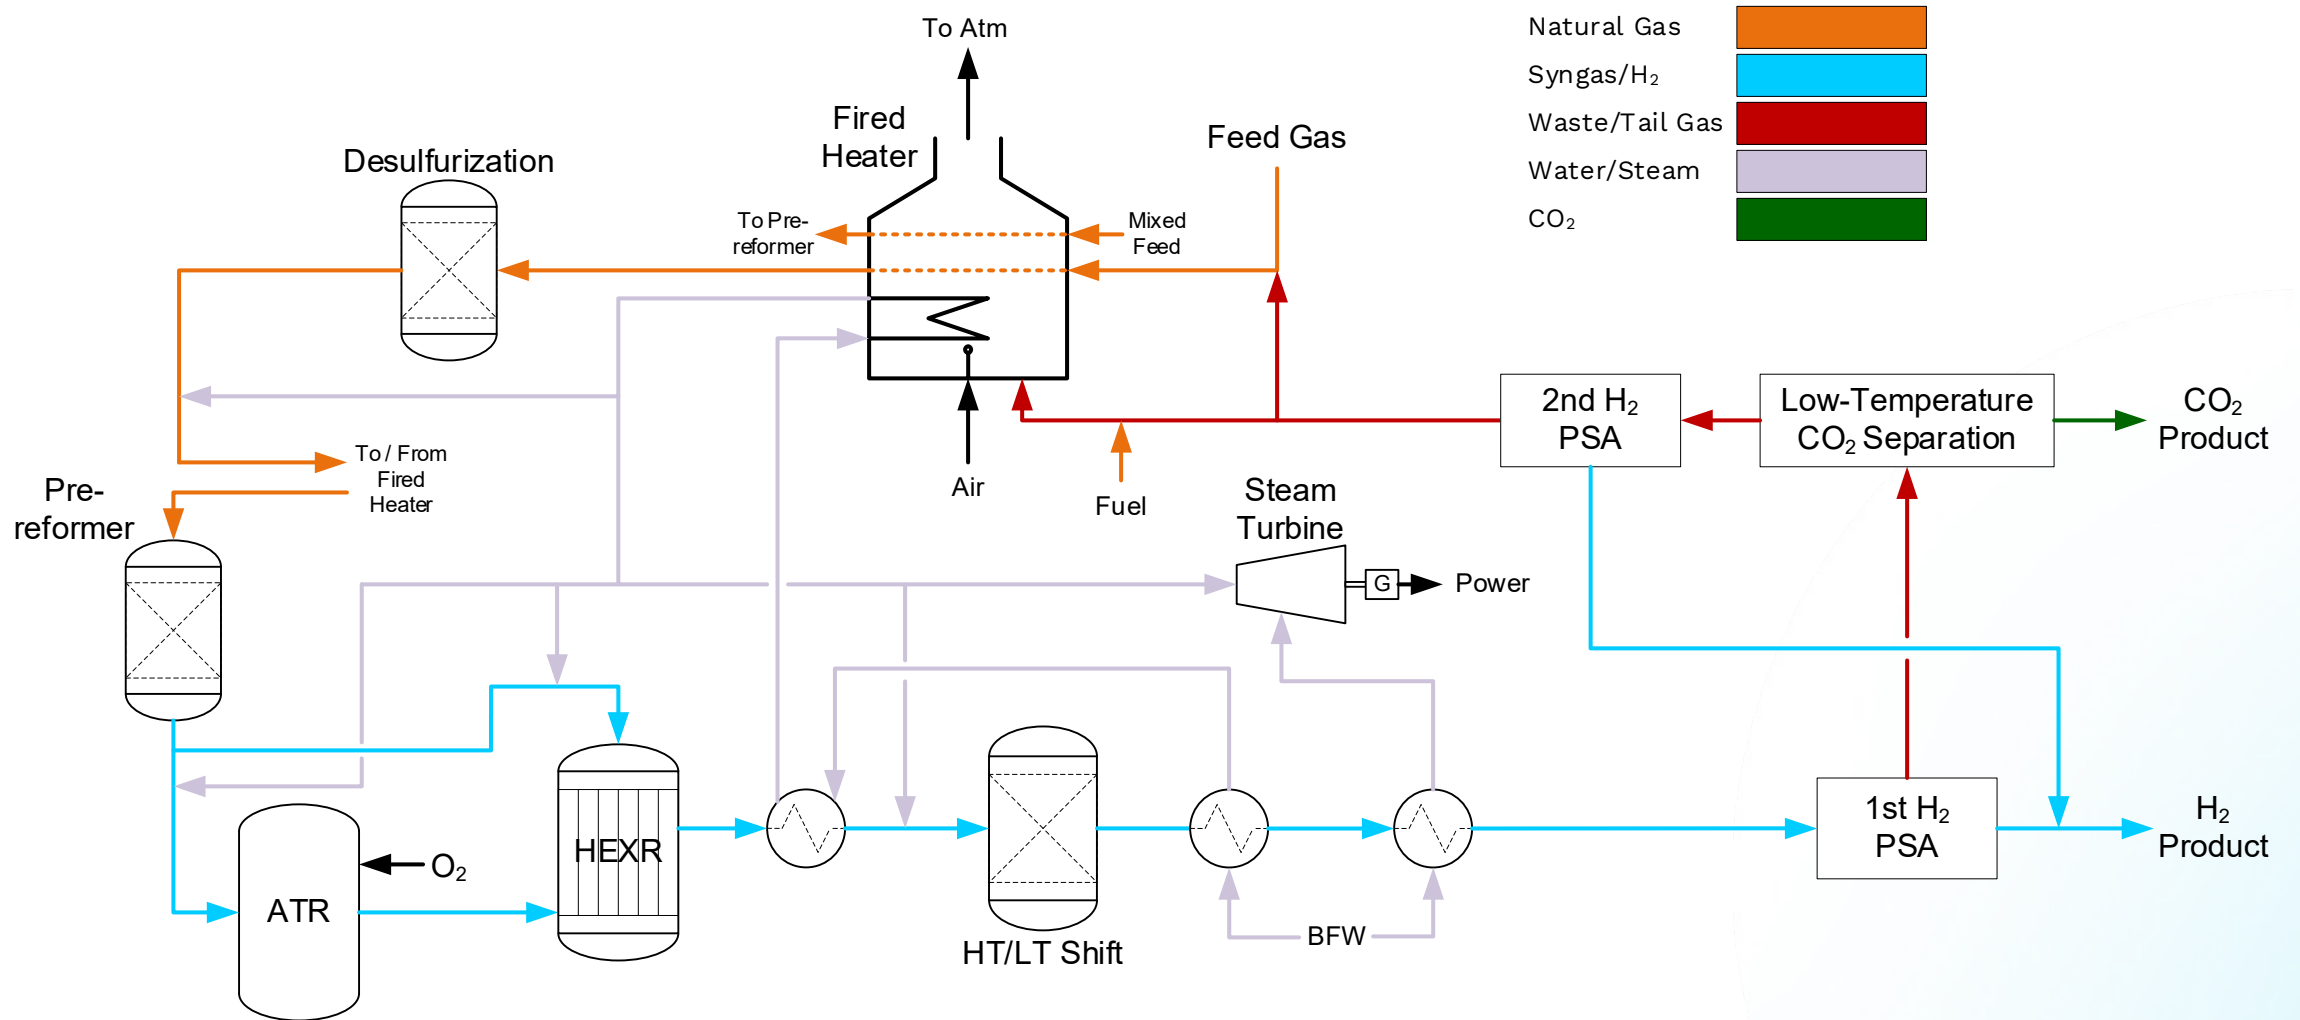 To Atm
Natural Gas
Syngas/H₂
Waste/Tail Gas
Water/Steam
CO₂
Fired
Heater
Feed Gas
Desulfurization
To Pre-
reformer
Mixed
Feed
2nd H₂
PSA
Low-Temperature
CO₂ Separation
CO₂
Product
To / From
Fired
Heater
Air
Fuel
Pre-
reformer
Steam
Turbine
G
Power
HEXR
1st H₂
PSA
H₂
Product
O₂
ATR
BFW
HT/LT Shift